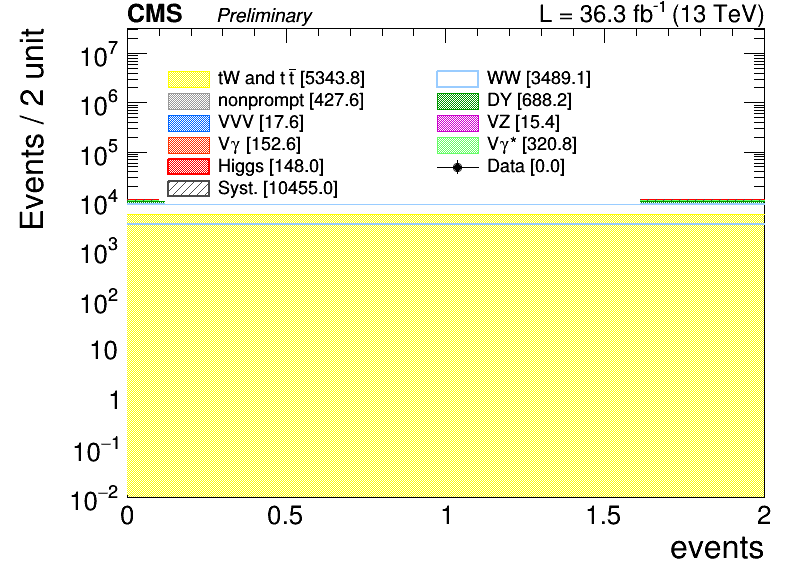 CMS Preliminary L = 36.3 fb⁻¹ (13 TeV)
Events / 2 unit
10⁷
10⁶
10⁵
10⁴
10³
10²
10
1
10⁻¹
10⁻²
tW and tt̄ [5343.8]
WW [3489.1]
nonprompt [427.6]
DY [688.2]
VVV [17.6]
VZ [15.4]
Vγ [152.6]
Vγ* [320.8]
Higgs [148.0]
Data [0.0]
Syst. [10455.0]
0 0.5 1 1.5 2
events